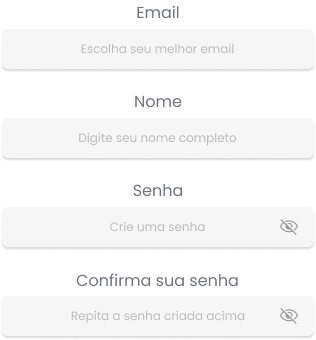 Email
Escolha seu melhor email
Nome
Digite seu nome completo
Senha
Crie uma senha
Confirma sua senha
Repita a senha criada acima